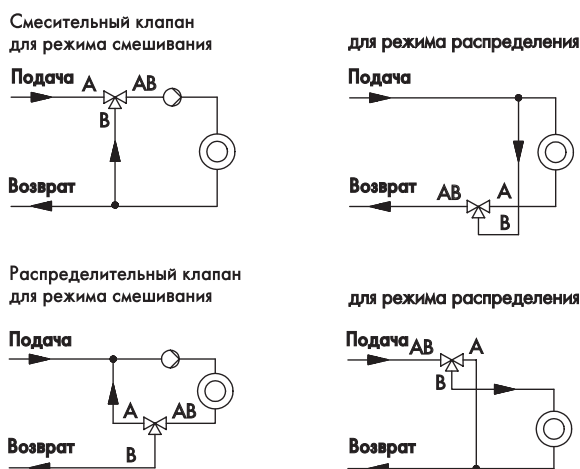 Смесительный клапан
для режима смешивания
Подача
A
AB
B
Возврат
для режима распределения
Подача
Возврат
AB
A
B
Распределительный клапан
для режима смешивания
Подача
A
AB
Возврат
B
для режима распределения
Подача
AB
A
B
Возврат